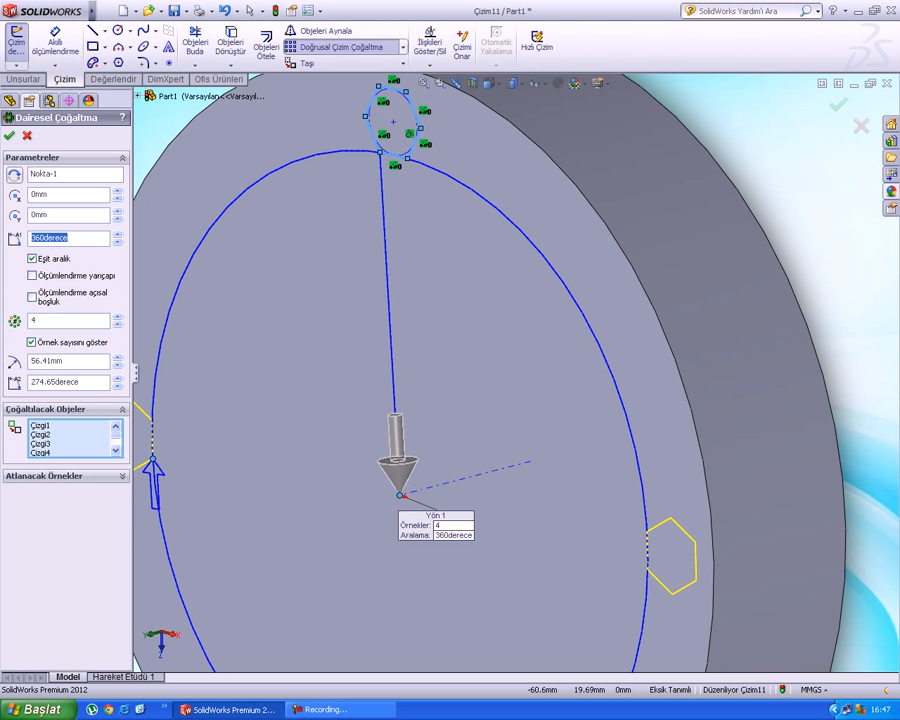 SOLIDWORKS
Çizim11 / Part1 *
SolidWorks Yardım'ı Ara
Çizim de...
Akıllı ölçümlendirme
Objeleri Buda
Objeleri Dönüştür
Objeleri Ötele
Objeleri Aynala
Doğrusal Çizim Çoğaltma
Taşı
İlişkileri Göster/Sil
Çizimi Onar
Otomatik Yakalama
Hızlı Çizim
Unsurlar
Çizim
Değerlendir
DimXpert
Ofis Ürünleri
Part1 (Varsayılan<<Varsayıl...
Dairesel Çoğaltma
?
Parametreler
Nokta-1
0mm
0mm
360derece
Eşit aralık
Ölçümlendirme yarıçapı
Ölçümlendirme açısal
boşluk
4
Örnek sayısını göster
56.41mm
274.65derece
Çoğaltılacak Objeler
Çizgi1
Çizgi2
Çizgi3
Çizgi4
Atlanacak Örnekler
Yön 1
Örnekler: 4
Aralama: 360derece
Model
Hareket Etüdü 1
SolidWorks Premium 2012
-60.6mm
19.69mm
0mm
Eksik Tanımlı
Düzenliyor Çizim11
MMGS
Başlat
SolidWorks Premium 2...
Recording...
16:47